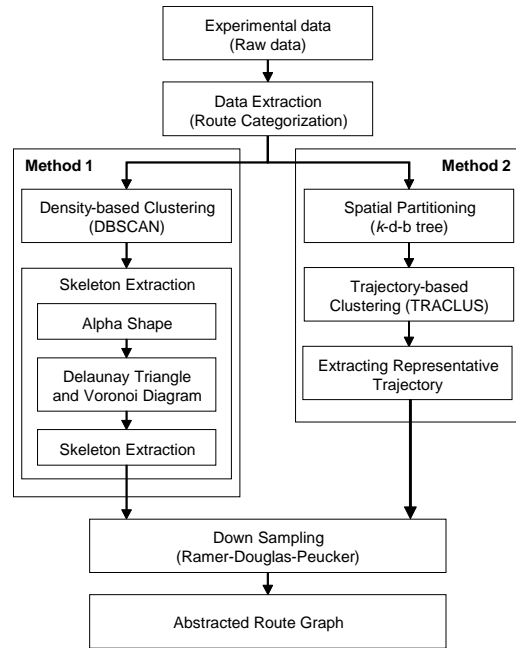 Experimental data
(Raw data)
Data Extraction
(Route Categorization)
Method 1
Density-based Clustering
(DBSCAN)
Skeleton Extraction
Alpha Shape
Delaunay Triangle
and Voronoi Diagram
Skeleton Extraction
Method 2
Spatial Partitioning
(k-d-b tree)
Trajectory-based
Clustering (TRACLUS)
Extracting Representative
Trajectory
Down Sampling
(Ramer-Douglas-Peucker)
Abstracted Route Graph